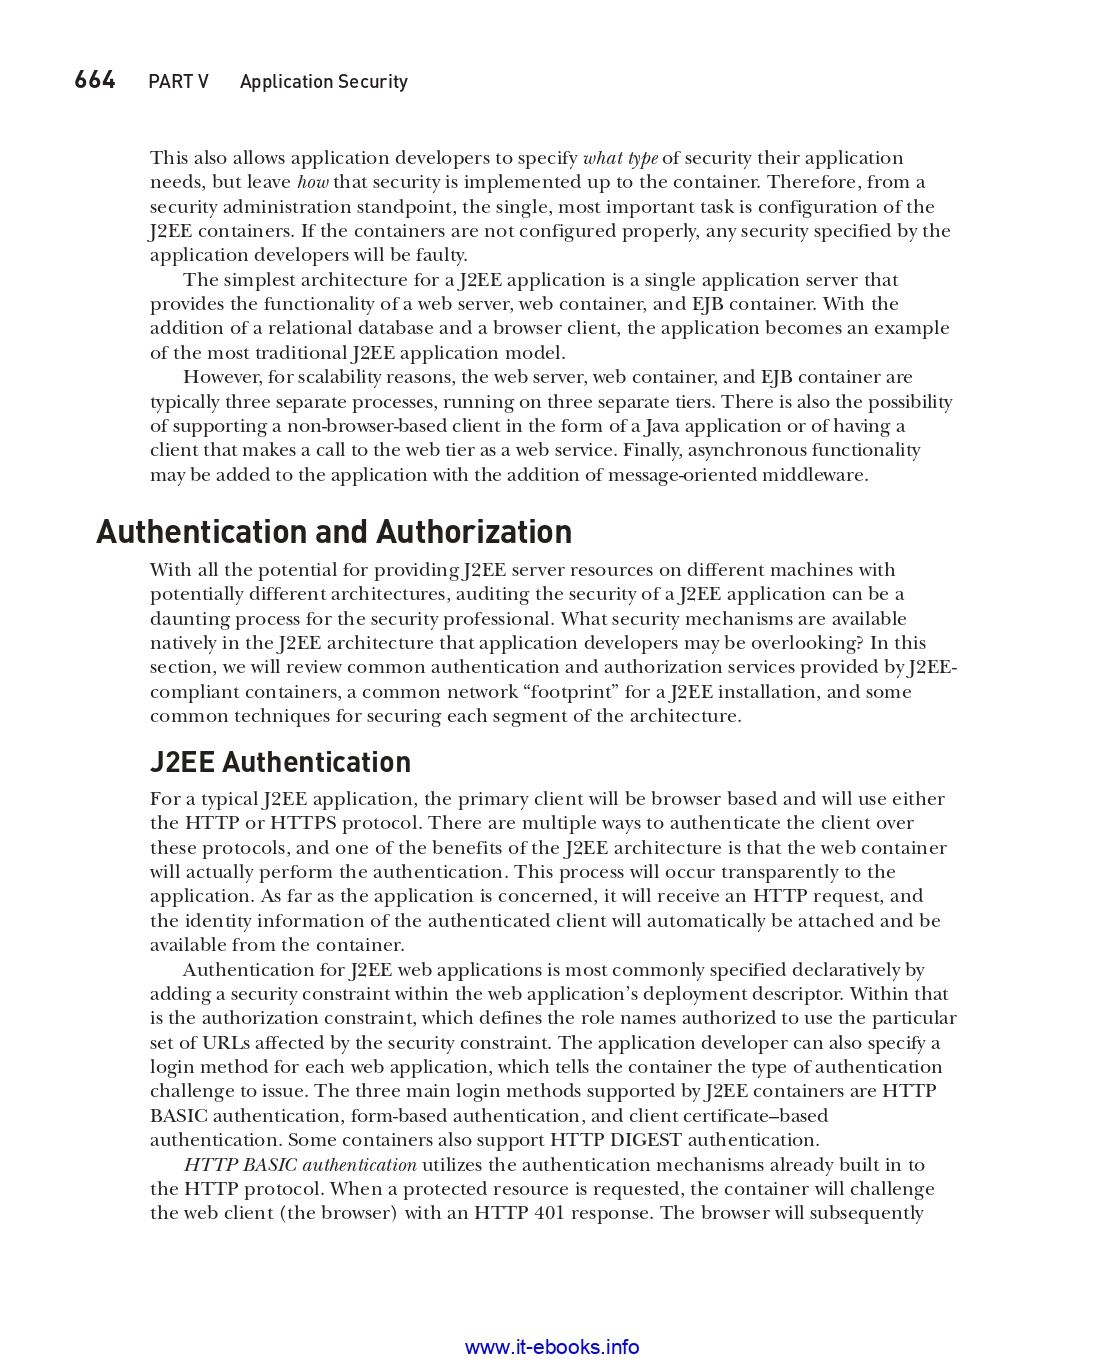 664 PART V Application Security
This also allows application developers to specify what type of security their application
needs, but leave how that security is implemented up to the container. Therefore, from a
security administration standpoint, the single, most important task is configuration of the
J2EE containers. If the containers are not configured properly, any security specified by the
application developers will be faulty.
The simplest architecture for a J2EE application is a single application server that
provides the functionality of a web server, web container, and EJB container. With the
addition of a relational database and a browser client, the application becomes an example
of the most traditional J2EE application model.
However, for scalability reasons, the web server, web container, and EJB container are
typically three separate processes, running on three separate tiers. There is also the possibility
of supporting a non-browser-based client in the form of a Java application or of having a
client that makes a call to the web tier as a web service. Finally, asynchronous functionality
may be added to the application with the addition of message-oriented middleware.
Authentication and Authorization
With all the potential for providing J2EE server resources on different machines with
potentially different architectures, auditing the security of a J2EE application can be a
daunting process for the security professional. What security mechanisms are available
natively in the J2EE architecture that application developers may be overlooking? In this
section, we will review common authentication and authorization services provided by J2EE-
compliant containers, a common network “footprint” for a J2EE installation, and some
common techniques for securing each segment of the architecture.
J2EE Authentication
For a typical J2EE application, the primary client will be browser based and will use either
the HTTP or HTTPS protocol. There are multiple ways to authenticate the client over
these protocols, and one of the benefits of the J2EE architecture is that the web container
will actually perform the authentication. This process will occur transparently to the
application. As far as the application is concerned, it will receive an HTTP request, and
the identity information of the authenticated client will automatically be attached and be
available from the container.
Authentication for J2EE web applications is most commonly specified declaratively by
adding a security constraint within the web application’s deployment descriptor. Within that
is the authorization constraint, which defines the role names authorized to use the particular
set of URLs affected by the security constraint. The application developer can also specify a
login method for each web application, which tells the container the type of authentication
challenge to issue. The three main login methods supported by J2EE containers are HTTP
BASIC authentication, form-based authentication, and client certificate–based
authentication. Some containers also support HTTP DIGEST authentication.
HTTP BASIC authentication utilizes the authentication mechanisms already built in to
the HTTP protocol. When a protected resource is requested, the container will challenge
the web client (the browser) with an HTTP 401 response. The browser will subsequently
www.it-ebooks.info